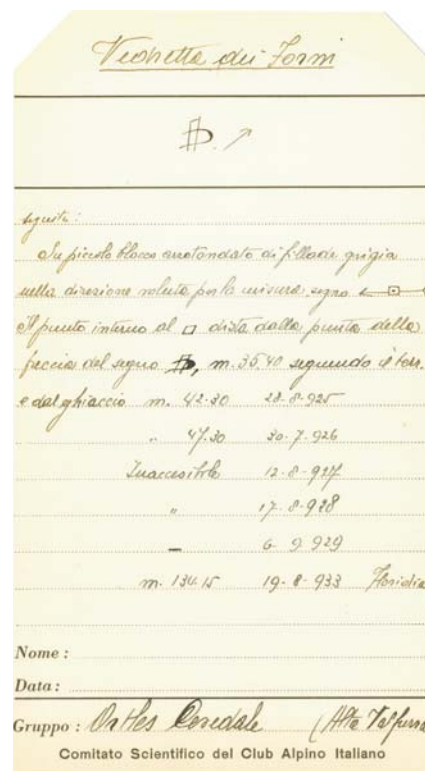 Vedretta dei Forni
D. ↗
segnito:
Su piccolo blocco arrotondato di fillade grigia
nella direzione voluta per la misura, segno ← ⊡ →
Il punto interno al □ dista dalla punta della
freccia del segno D, m. 35,40 seguendo il terr.
e dal ghiaccio m. 42.30 28-8-925
„ 47.30 30-7-926
Inaccessibile 12-8-927
„ 17-8-928
– 6-9-929
m. 134.15 19-8-933
Nome :
Data :
Gruppo : Ortles Cevedale (Alta Valfurva
Comitato Scientifico del Club Alpino Italiano